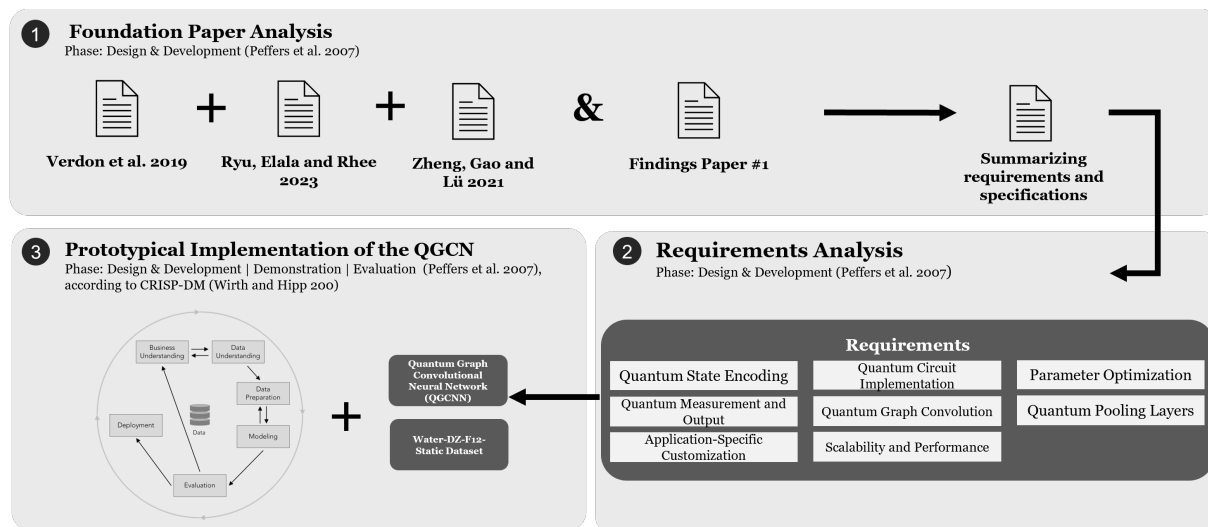 1 Foundation Paper Analysis
Phase: Design & Development (Peffers et al. 2007)
+
+
&
Verdon et al. 2019
Ryu, Elala and Rhee
2023
Zheng, Gao and
Lü 2021
Findings Paper #1
Summarizing
requirements and
specifications
3 Prototypical Implementation of the QGCN
Phase: Design & Development | Demonstration | Evaluation (Peffers et al. 2007),
according to CRISP-DM (Wirth and Hipp 200)
Business
Understanding
Data
Understanding
Data
Preparation
Modeling
Evaluation
Deployment
Data
+
Quantum Graph
Convolutional
Neural Network
(QGCNN)
Water-DZ-F12-
Static Dataset
2 Requirements Analysis
Phase: Design & Development (Peffers et al. 2007)
Requirements
Quantum State Encoding
Quantum Circuit
Implementation
Parameter Optimization
Quantum Measurement and
Output
Quantum Graph Convolution
Quantum Pooling Layers
Application-Specific
Customization
Scalability and Performance